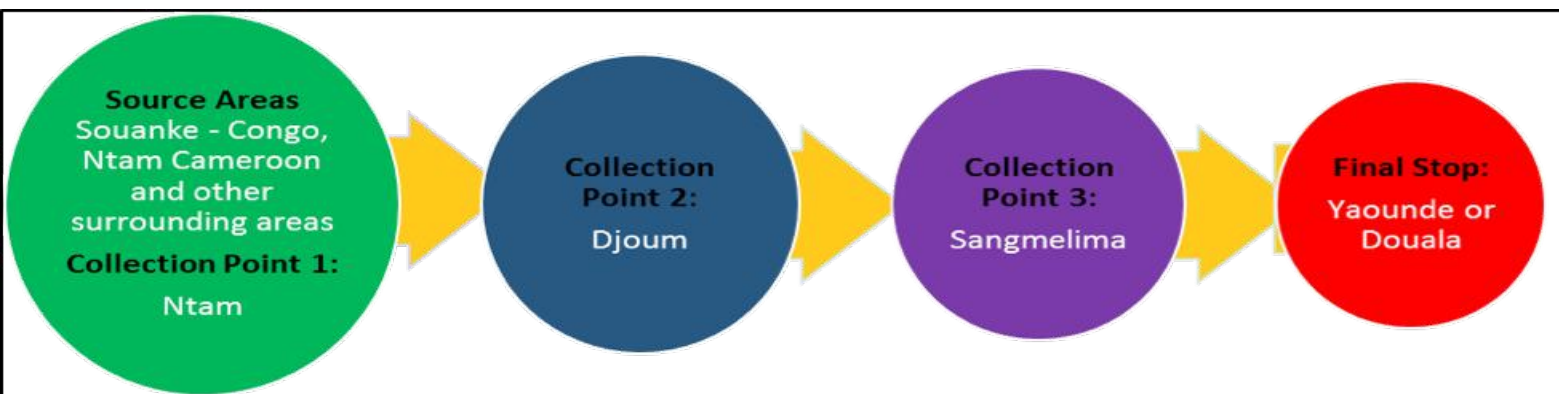 Source Areas
Souanke - Congo,
Ntam Cameroon
and other
surrounding areas
Collection Point 1:
Ntam
Collection
Point 2:
Djoum
Collection
Point 3:
Sangmelima
Final Stop:
Yaounde or
Douala